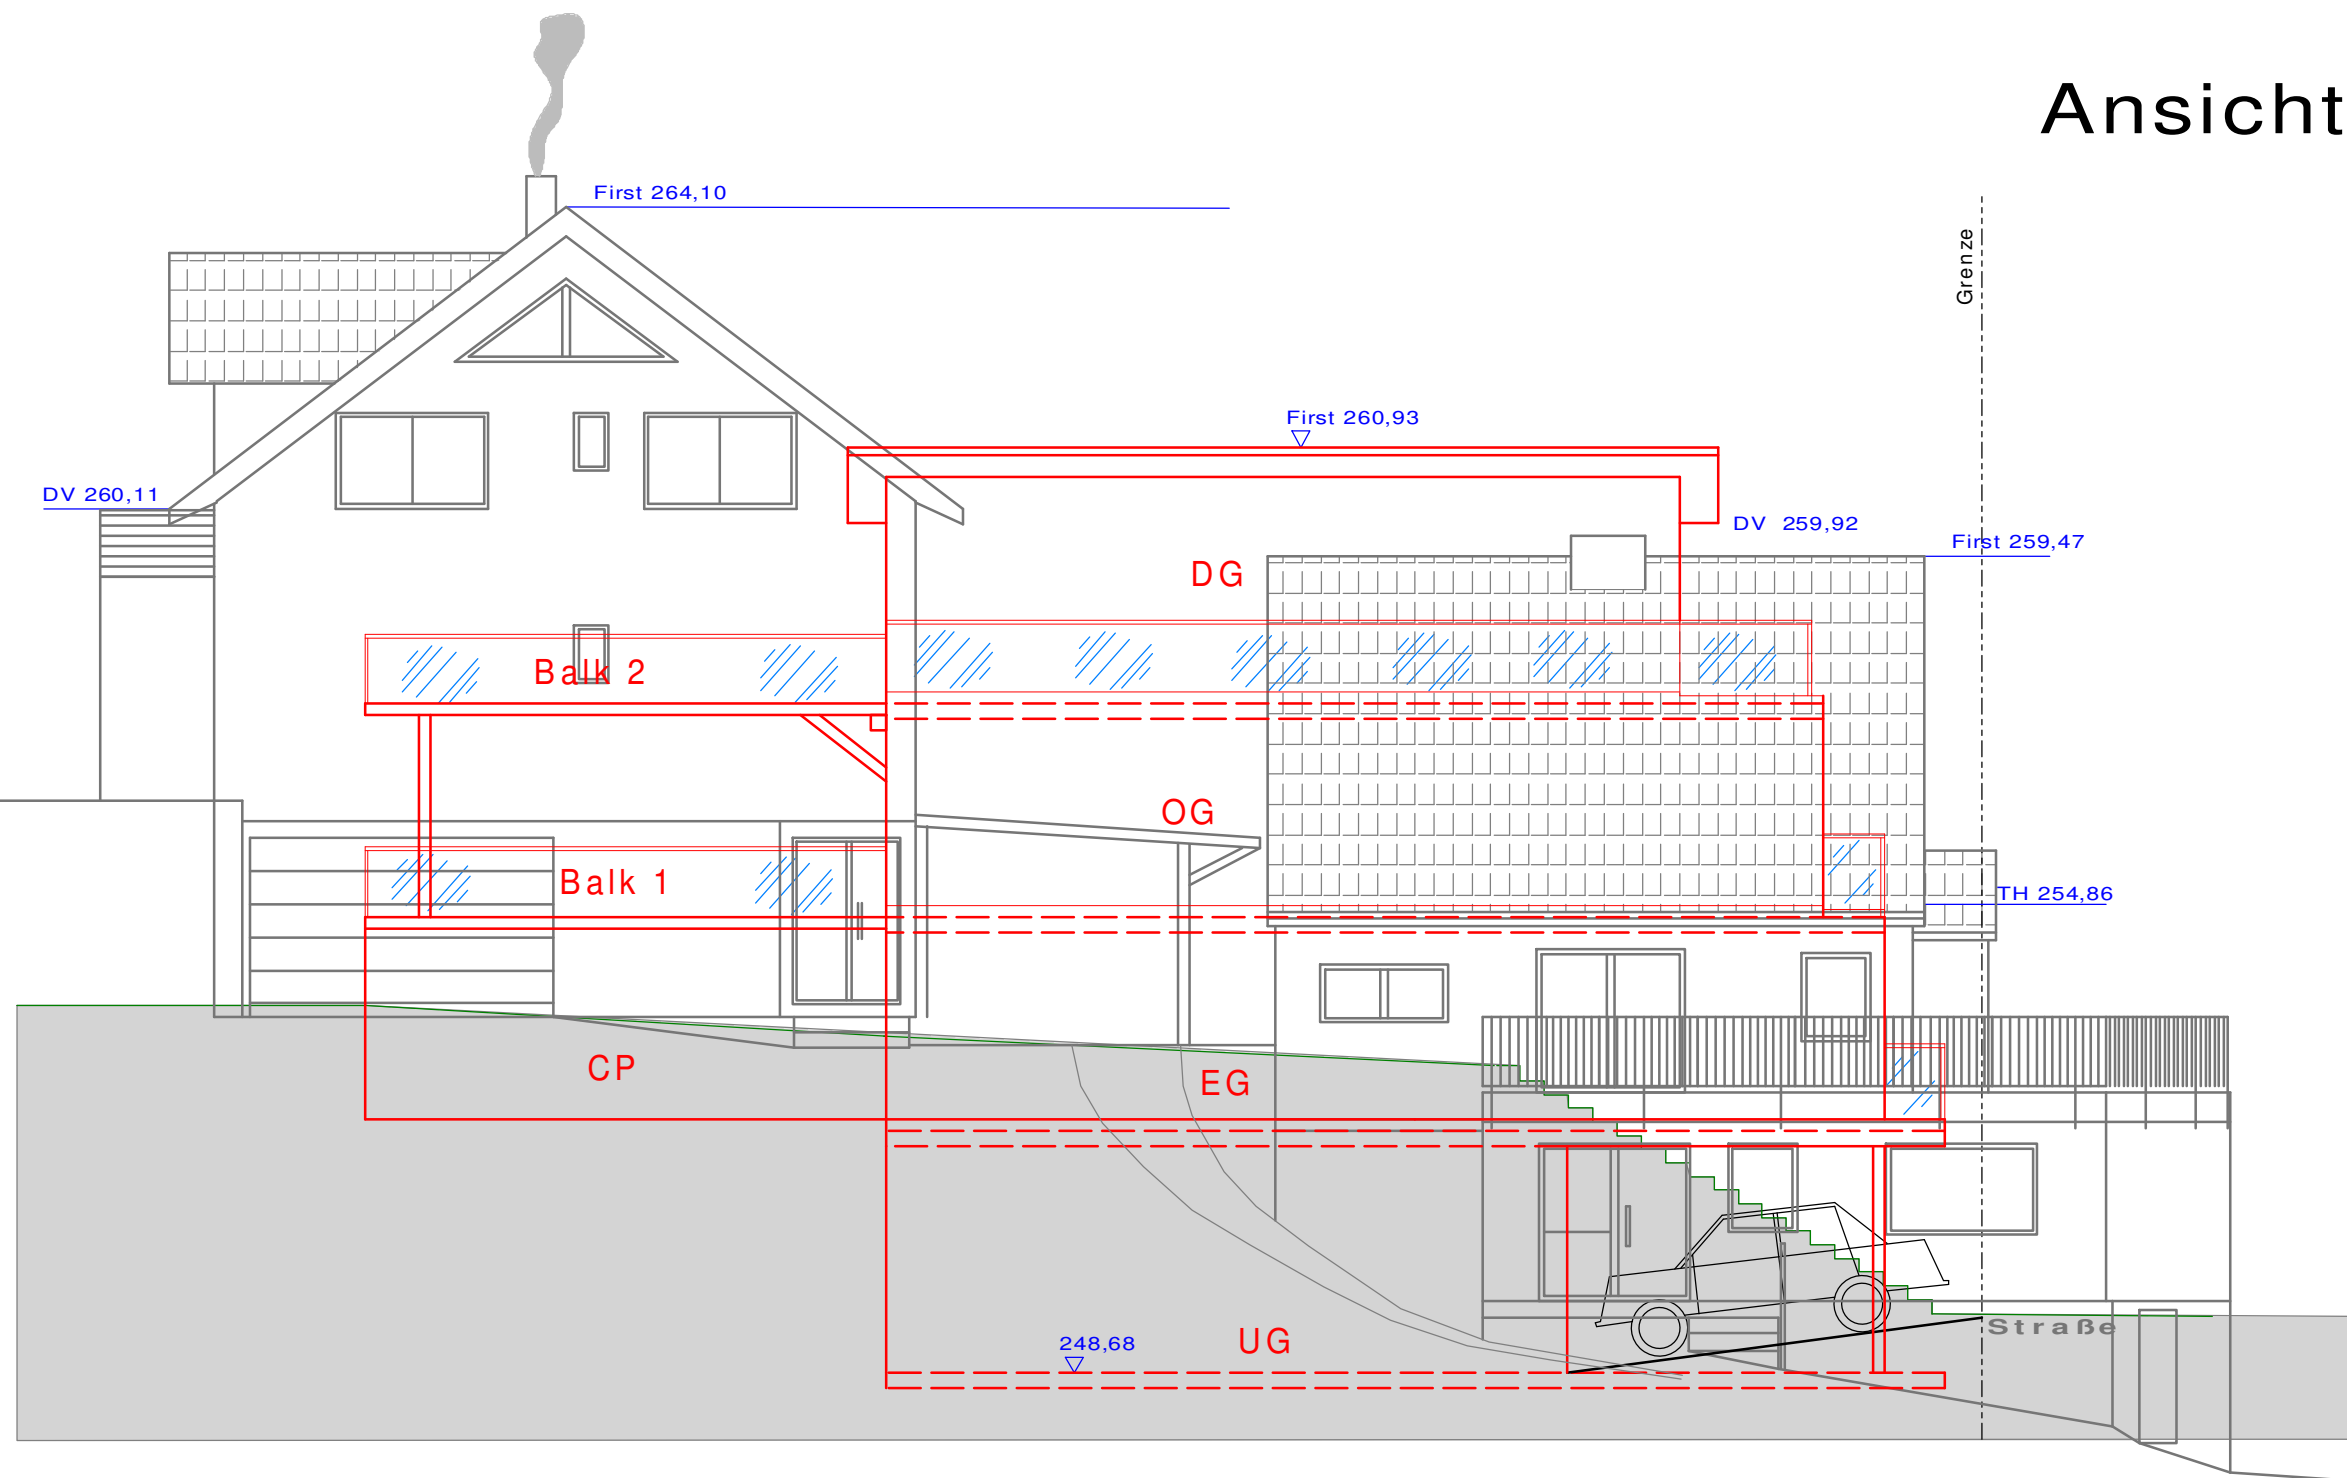 Ansicht
First 264,10
Grenze
First 260,93
DV 260,11
DV 259,92
First 259,47
DG
Balk 2
OG
Balk 1
TH 254,86
CP
EG
Straße
248,68
UG